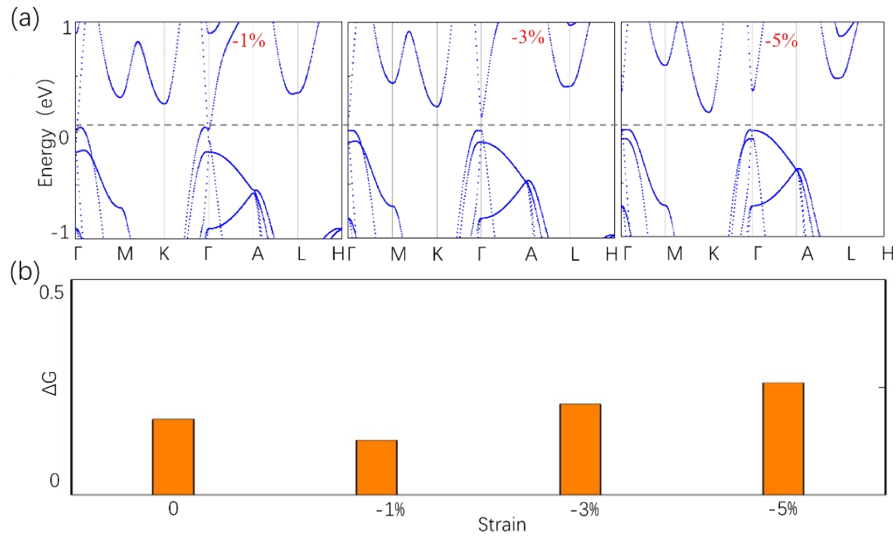 (a)
-1%
-3%
-5%
Energy (eV)
1
0
-1
Γ M K Γ A L H
Γ M K Γ A L H
Γ M K Γ A L H
(b)
0.5
ΔG
0
0 -1% -3% -5%
Strain